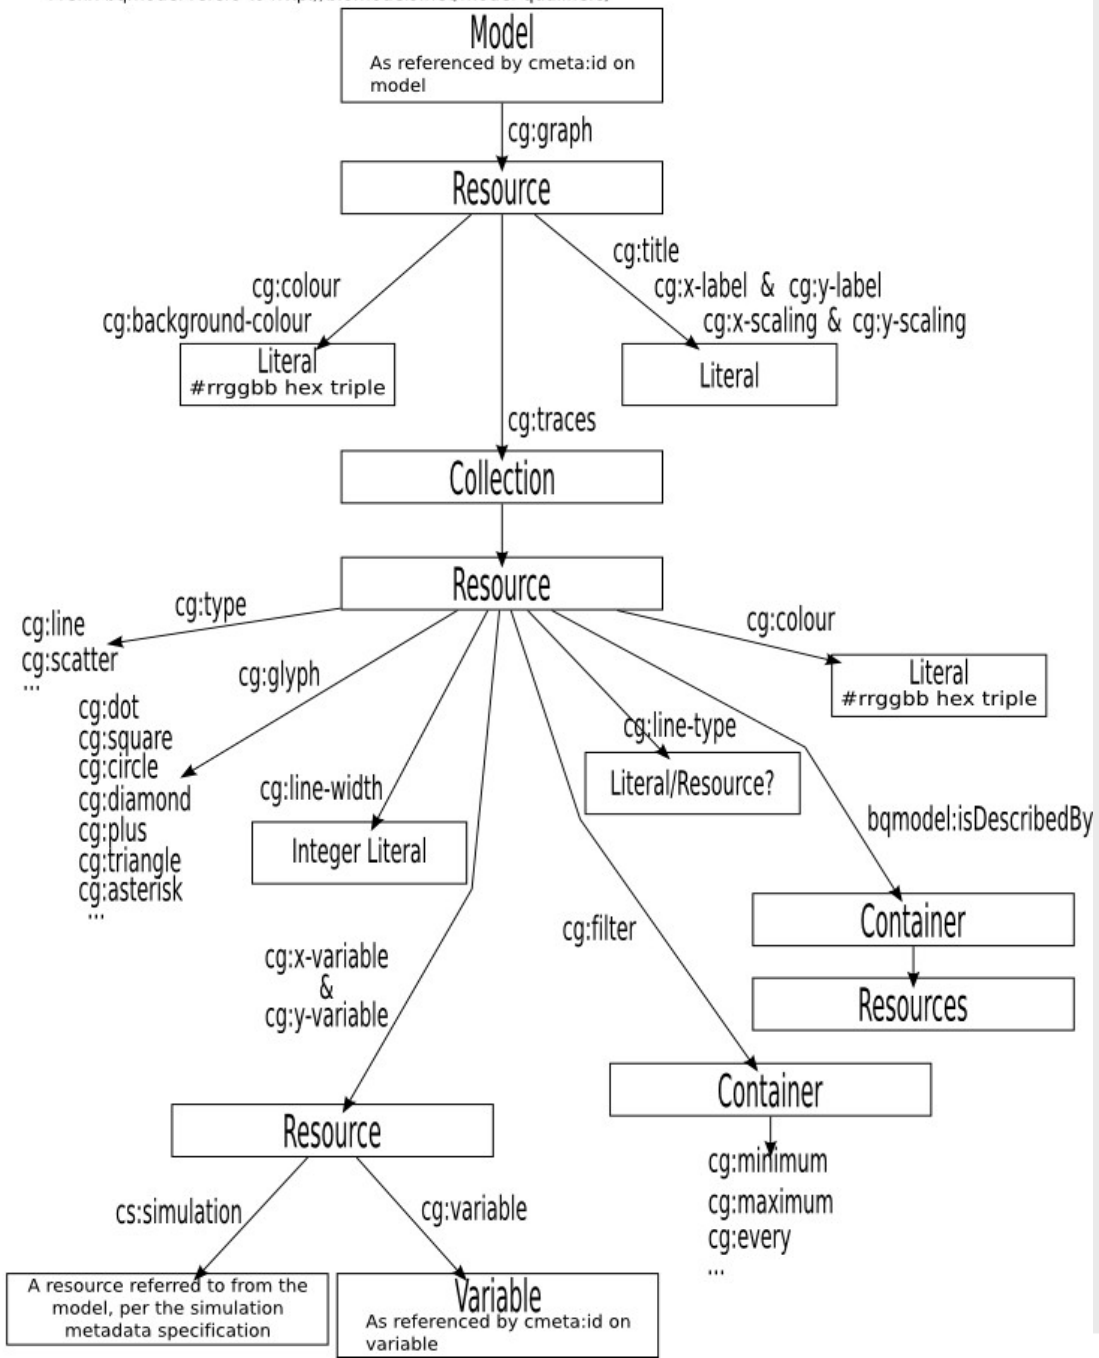 Model
As referenced by cmeta:id on
model
cg:graph
Resource
cg:title
cg:colour
cg:x-label & cg:y-label
cg:background-colour
cg:x-scaling & cg:y-scaling
Literal
#rrggbb hex triple
Literal
cg:traces
Collection
Resource
cg:type
cg:line
cg:scatter
...
cg:colour
Literal
#rrggbb hex triple
cg:glyph
cg:dot
cg:square
cg:circle
cg:diamond
cg:plus
cg:triangle
cg:asterisk
...
cg:line-type
Literal/Resource?
cg:line-width
Integer Literal
bqmodel:isDescribedBy
Container
Resources
cg:filter
cg:x-variable
&
cg:y-variable
Container
cg:minimum
cg:maximum
cg:every
...
Resource
cs:simulation
cg:variable
A resource referred to from the
model, per the simulation
metadata specification
Variable
As referenced by cmeta:id on
variable